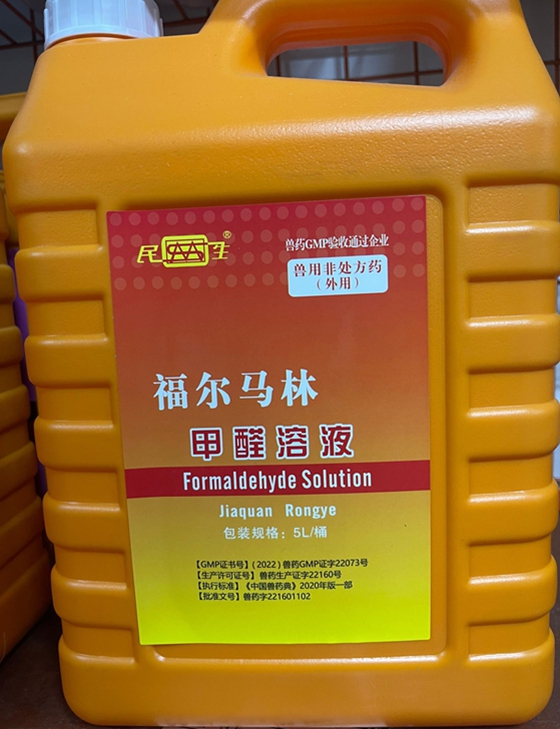 民生®
兽药GMP验收通过企业
兽用非处方药
（外用）
福尔马林
甲醛溶液
Formaldehyde Solution
Jiaquan Rongye
包装规格：5L/桶
【GMP证书号】(2022)兽药GMP证字22073号
【生产许可证号】兽药生产证字22160号
【执行标准】《中国兽药典》2020年版一部
【批准文号】兽药字221601102